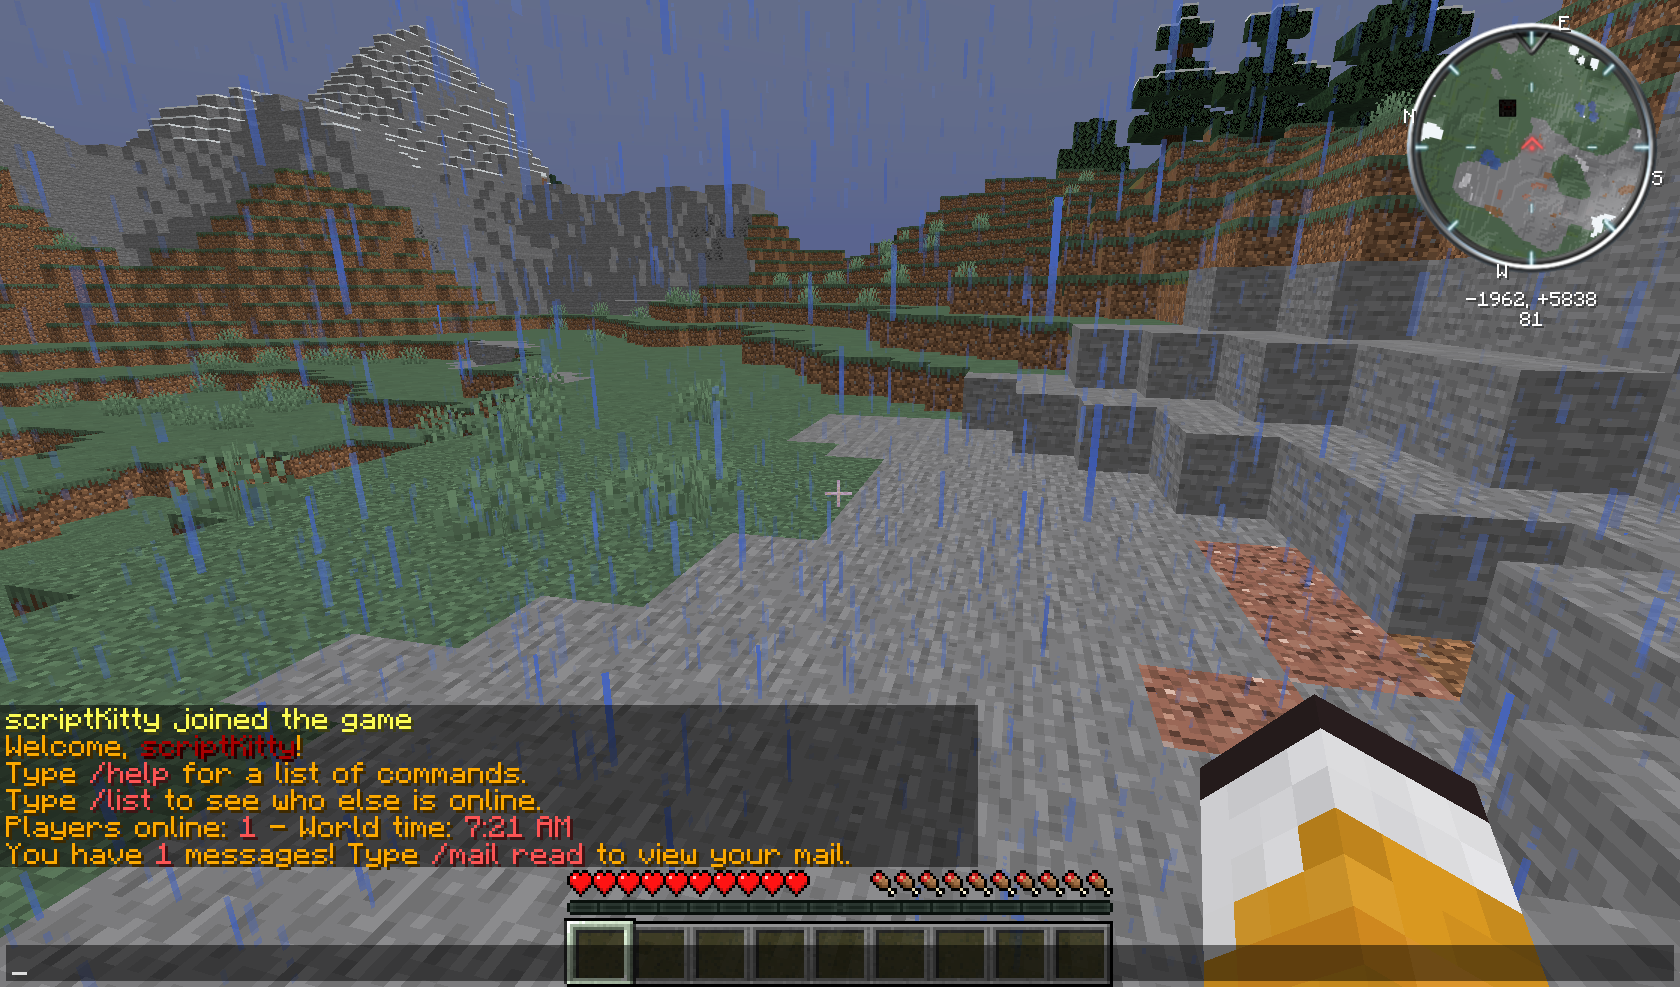 E
N
S
W
-1962, +5838
81
scriptKitty joined the game
Welcome, scriptKitty!
Type /help for a list of commands.
Type /list to see who else is online.
Players online: 1 - World time: 7:21 AM
You have 1 messages! Type /mail read to view your mail.
_